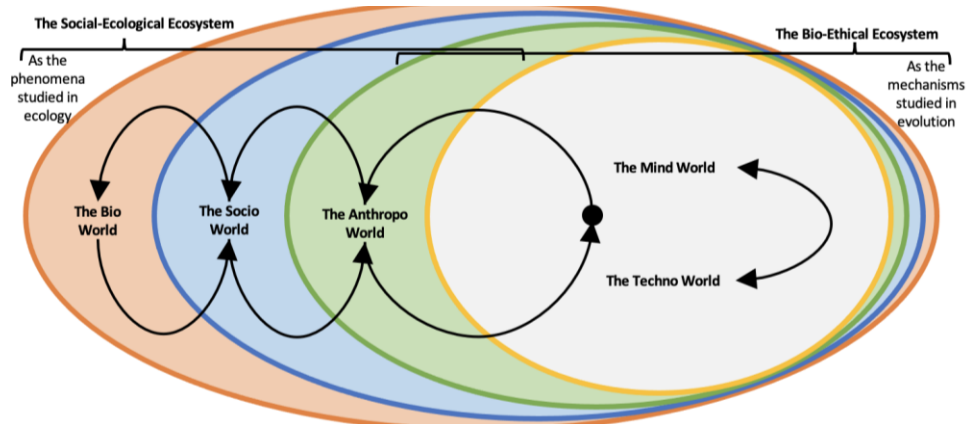 The Social-Ecological Ecosystem
The Bio-Ethical Ecosystem
As the
phenomena
studied in
ecology
As the
mechanisms
studied in
evolution
The Mind World
The Bio
World
The Socio
World
The Anthropo
World
The Techno World